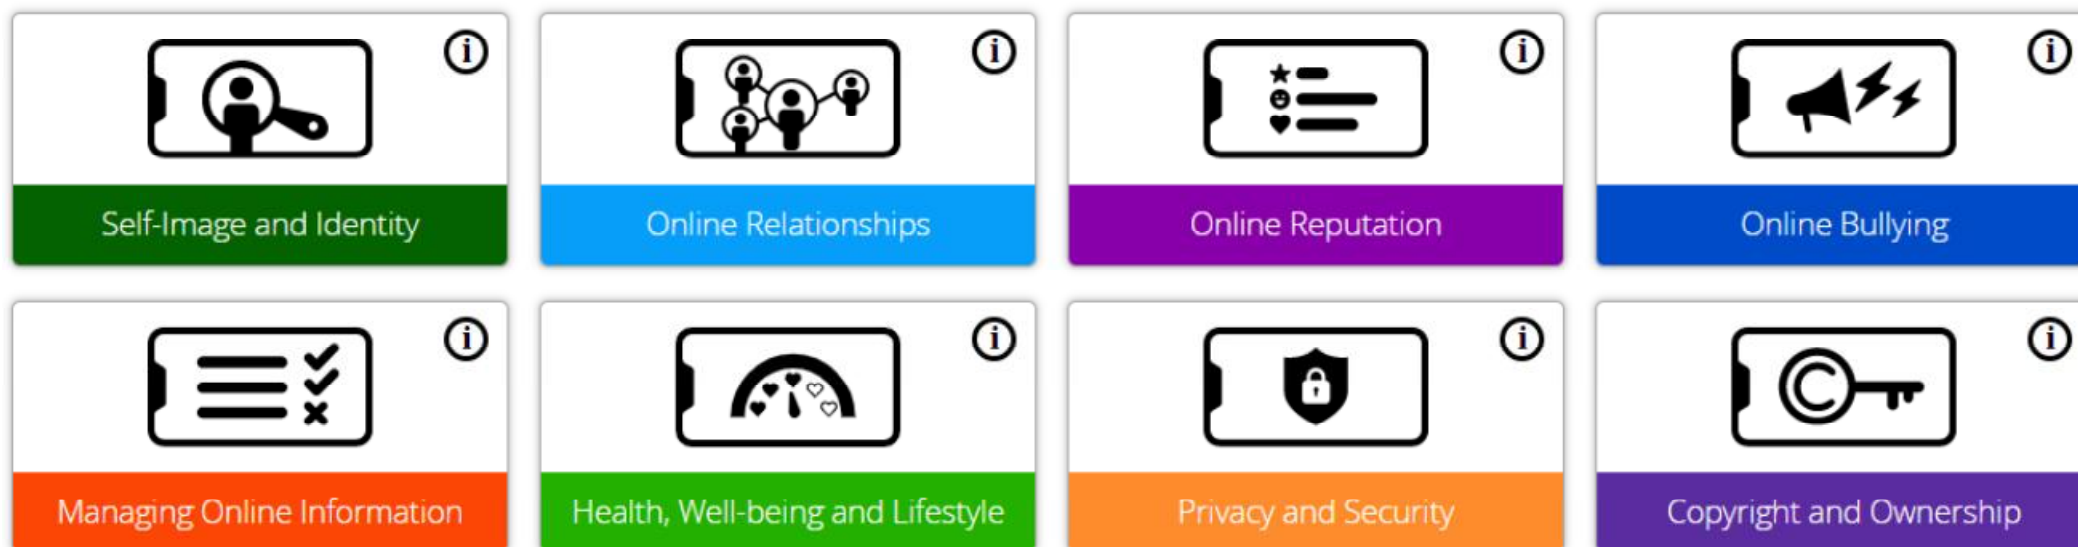 i
i
i
i
Self-Image and Identity
Online Relationships
Online Reputation
Online Bullying
i
i
i
i
C
Managing Online Information
Health, Well-being and Lifestyle
Privacy and Security
Copyright and Ownership